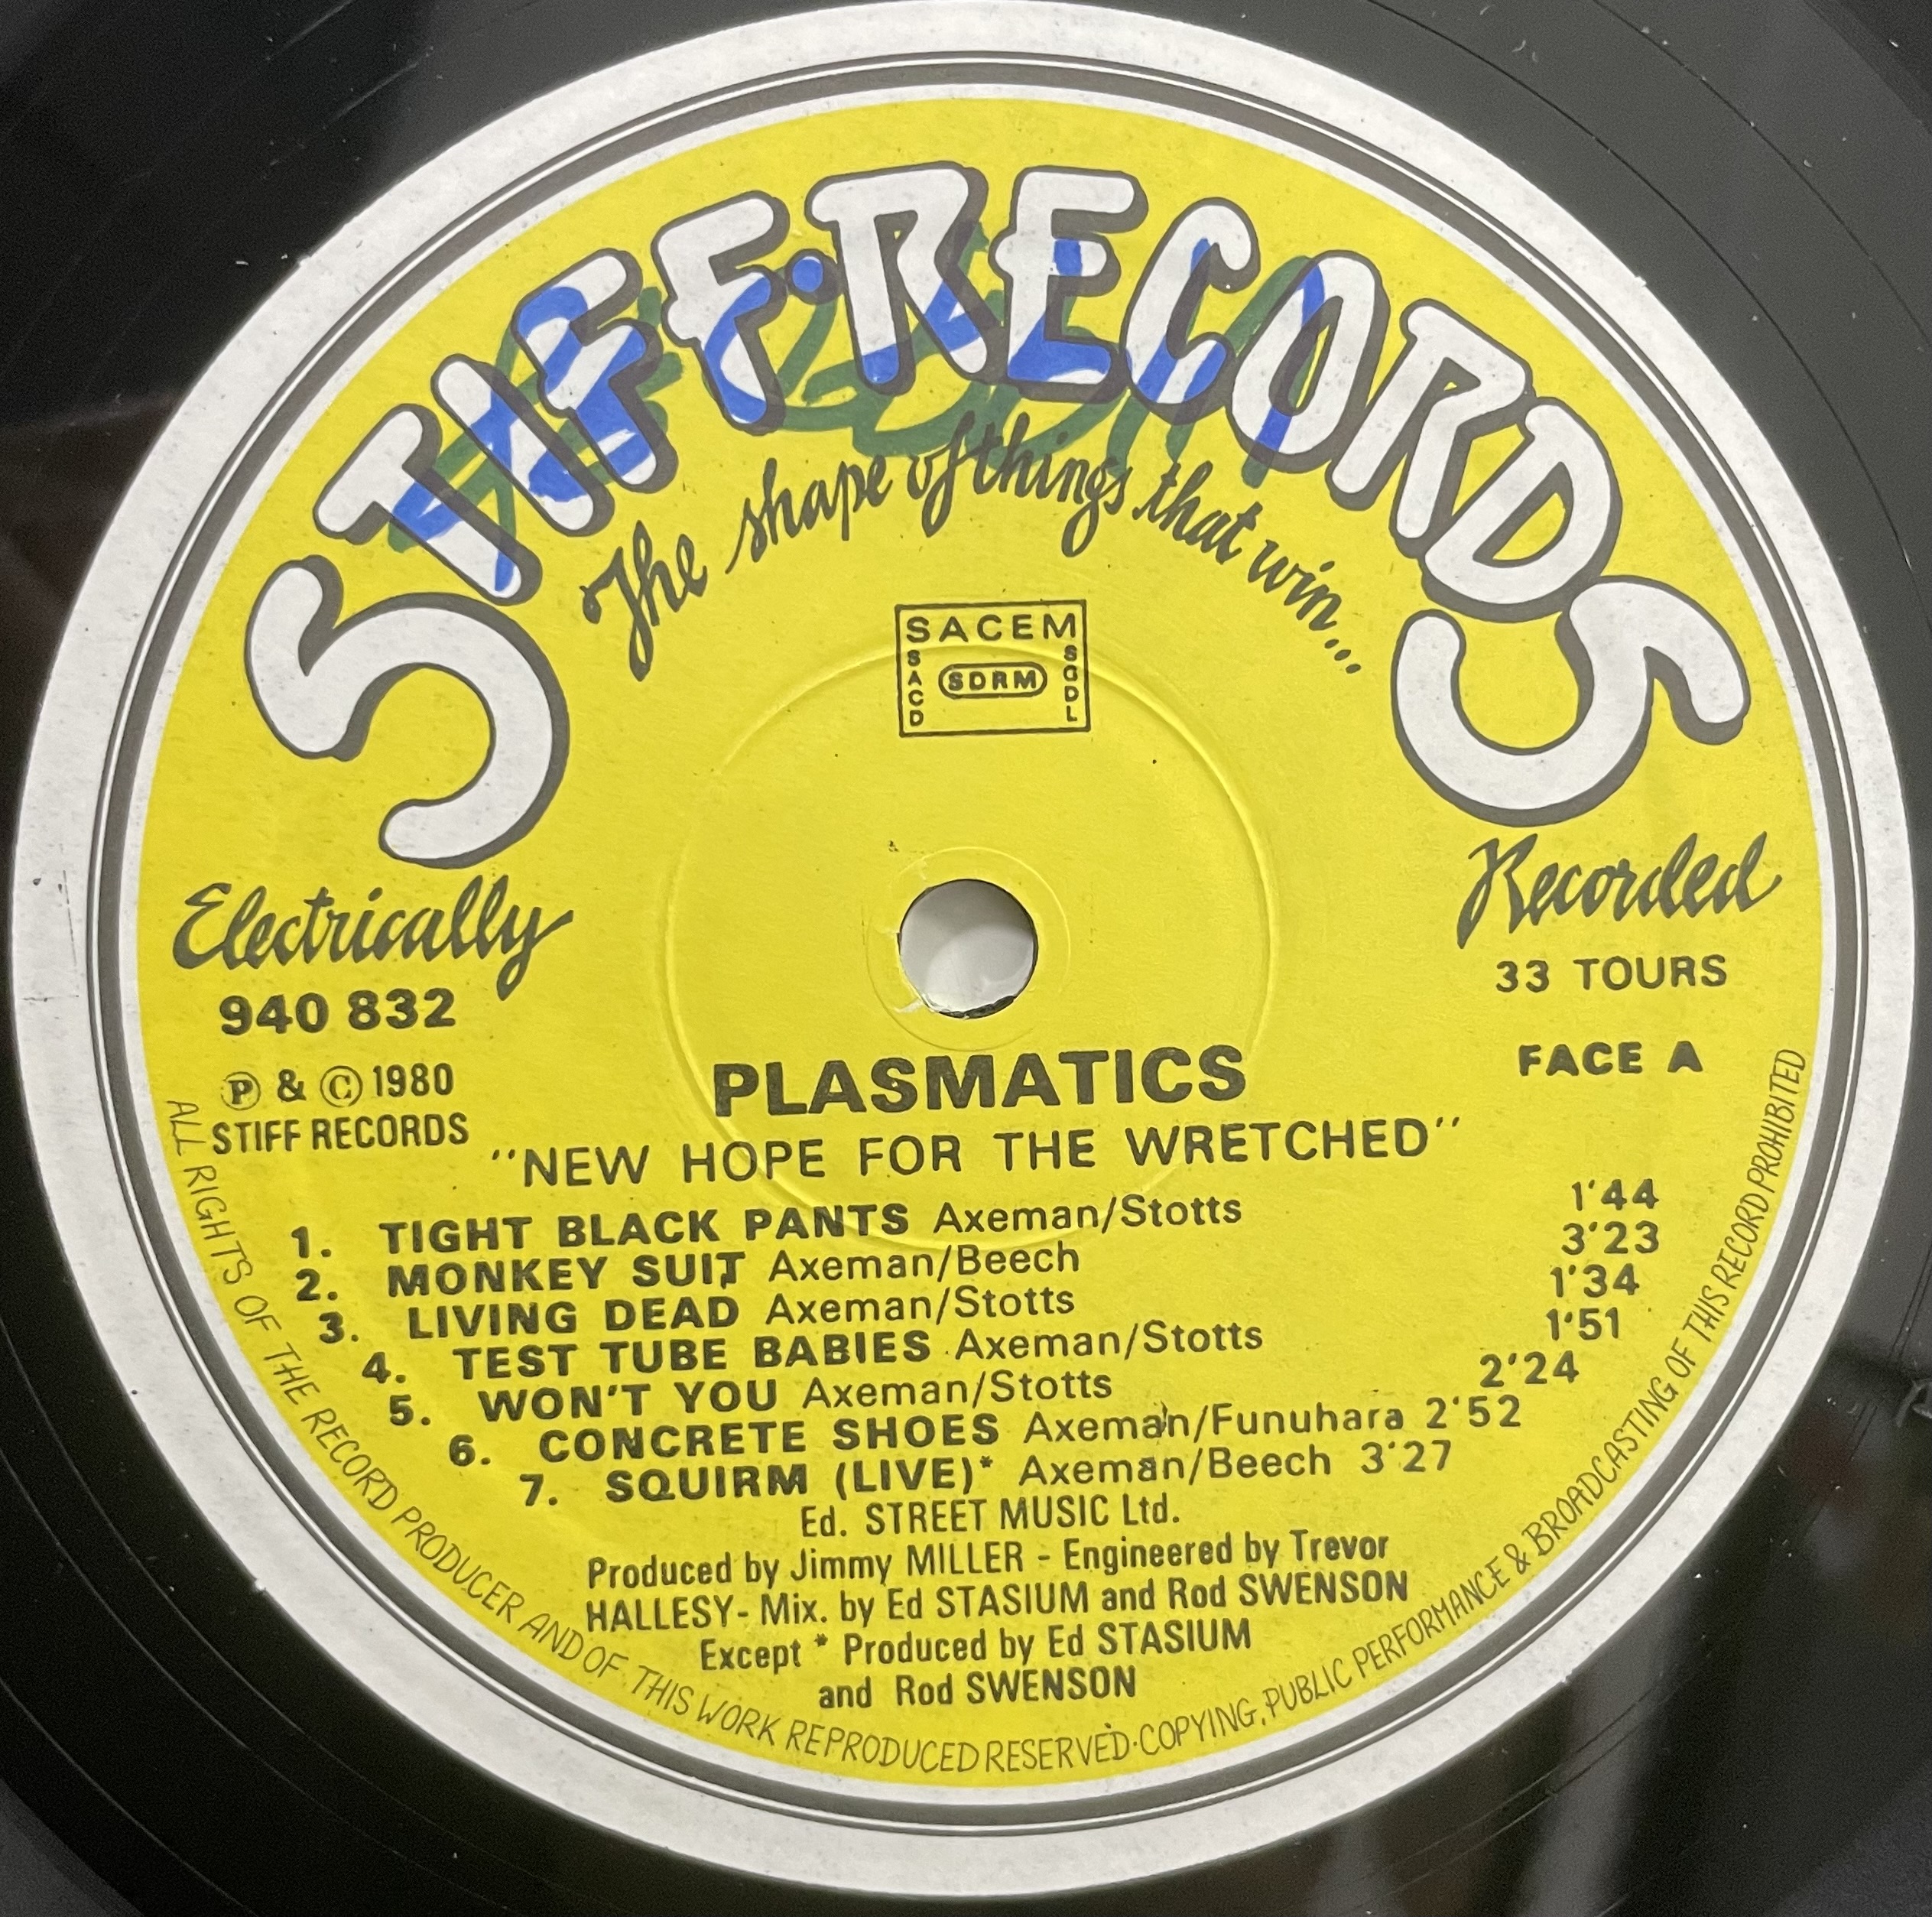 STIFF·RECORDS
The shape of things that win...
SACEM
SACD
SDRM
SGDL
Electrically
Recorded
940 832
33 TOURS
Ⓟ & © 1980
STIFF RECORDS
FACE A
PLASMATICS
"NEW HOPE FOR THE WRETCHED"
1. TIGHT BLACK PANTS Axeman/Stotts 1'44
2. MONKEY SUIT Axeman/Beech 3'23
3. LIVING DEAD Axeman/Stotts 1'34
4. TEST TUBE BABIES Axeman/Stotts 1'51
5. WON'T YOU Axeman/Stotts 2'24
6. CONCRETE SHOES Axeman/Funuhara 2'52
7. SQUIRM (LIVE)* Axeman/Beech 3'27
Ed. STREET MUSIC Ltd.
Produced by Jimmy MILLER - Engineered by Trevor
HALLESY - Mix. by Ed STASIUM and Rod SWENSON
Except * Produced by Ed STASIUM
and Rod SWENSON
ALL RIGHTS OF THE RECORD PRODUCER AND OF THIS WORK REPRODUCED RESERVED·COPYING, PUBLIC PERFORMANCE & BROADCASTING OF THIS RECORD PROHIBITED